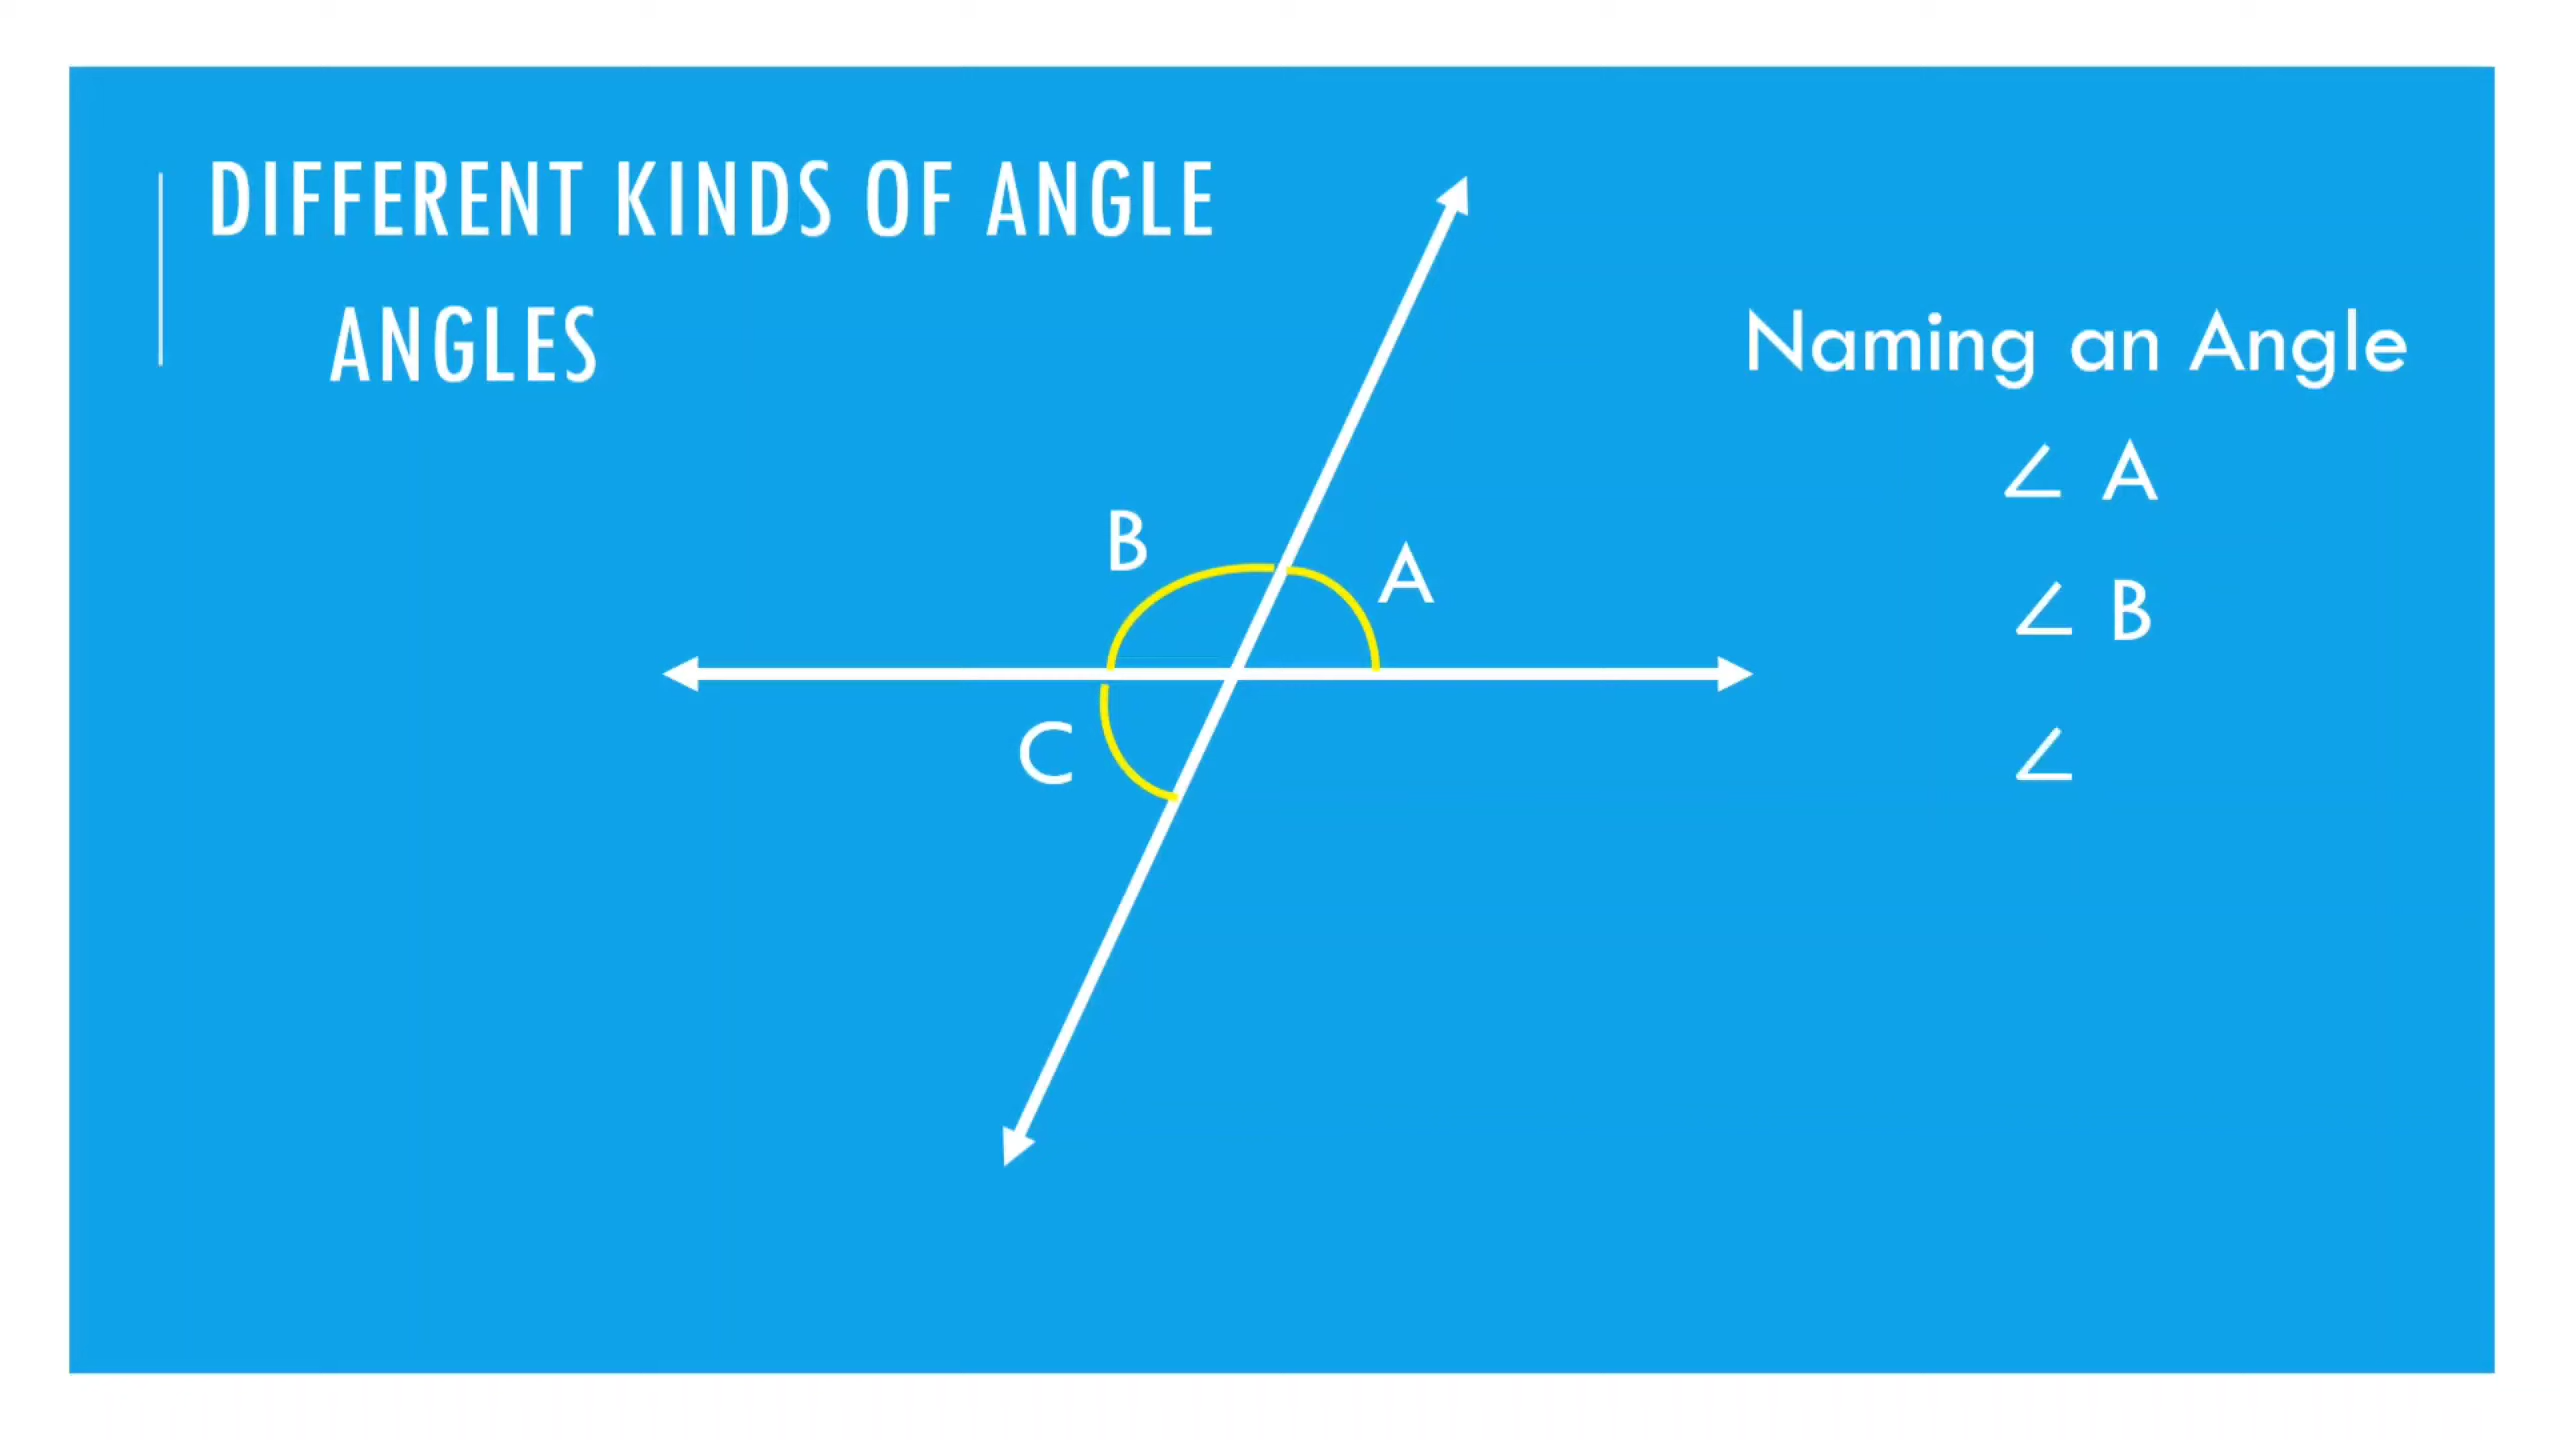 DIFFERENT KINDS OF ANGLE
ANGLES
Naming an Angle
∠ A
∠ B
∠
B
A
C